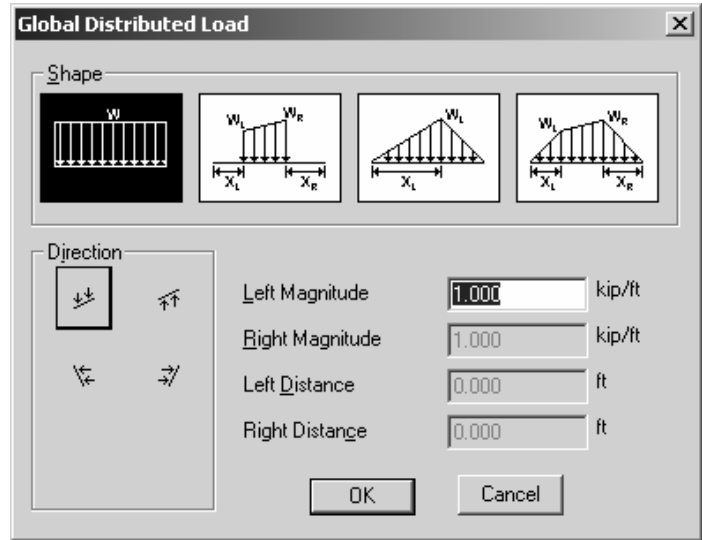 Global Distributed Load
Shape
W
WL WR
XL XR
WL
XL
WL WR
XL XR
Direction
Left Magnitude 1.000 kip/ft
Right Magnitude 1.000 kip/ft
Left Distance 0.000 ft
Right Distance 0.000 ft
OK Cancel